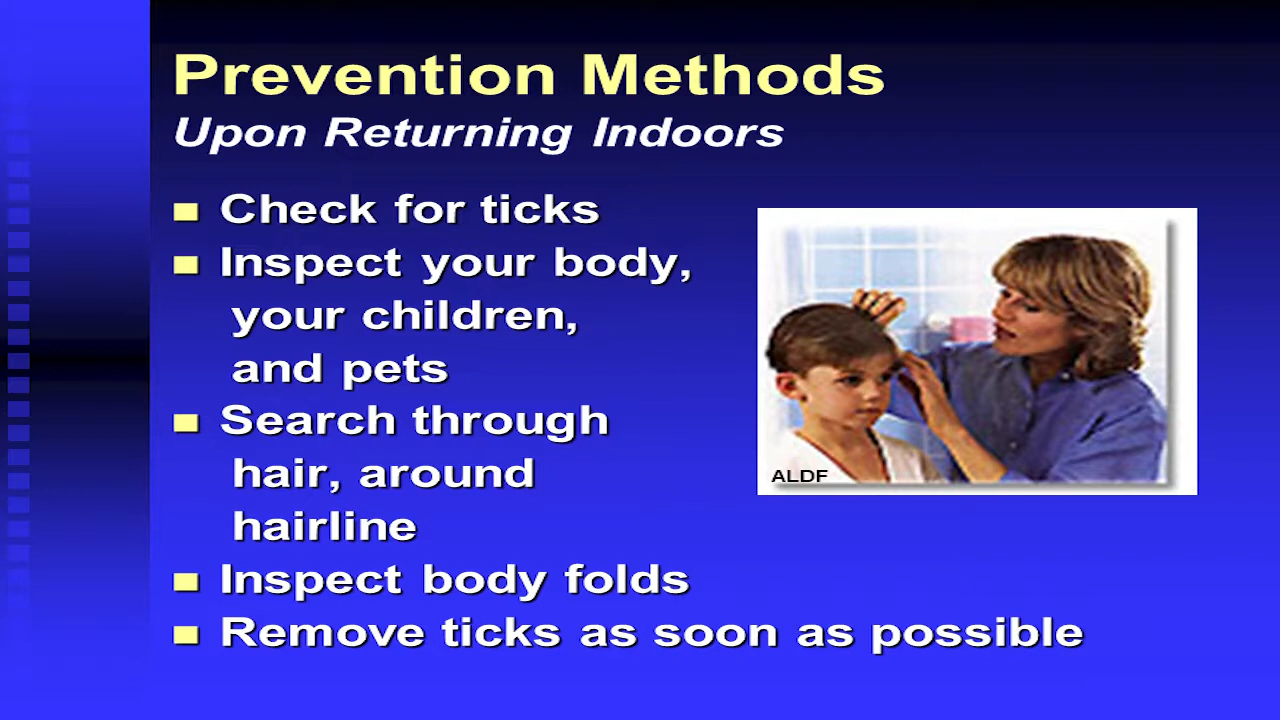 Prevention Methods
Upon Returning Indoors
Check for ticks
Inspect your body,
your children,
and pets
Search through
hair, around
hairline
Inspect body folds
Remove ticks as soon as possible
ALDF